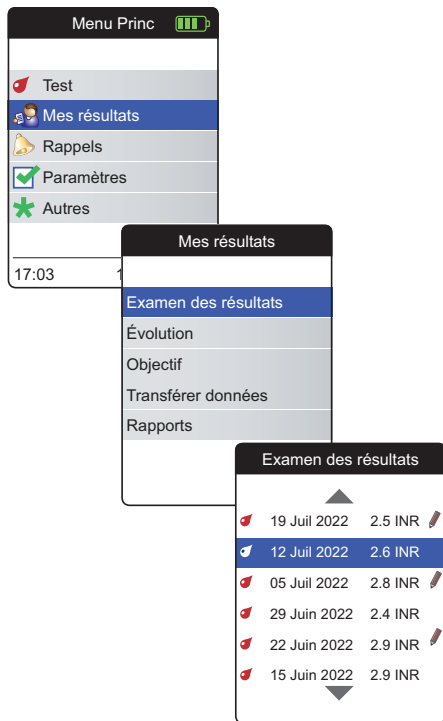 Menu Princ
Test
Mes résultats
Rappels
Paramètres
Autres
17:03 1
Mes résultats
Examen des résultats
Évolution
Objectif
Transférer données
Rapports
Examen des résultats
19 Juil 2022 2.5 INR
12 Juil 2022 2.6 INR
05 Juil 2022 2.8 INR
29 Juin 2022 2.4 INR
22 Juin 2022 2.9 INR
15 Juin 2022 2.9 INR